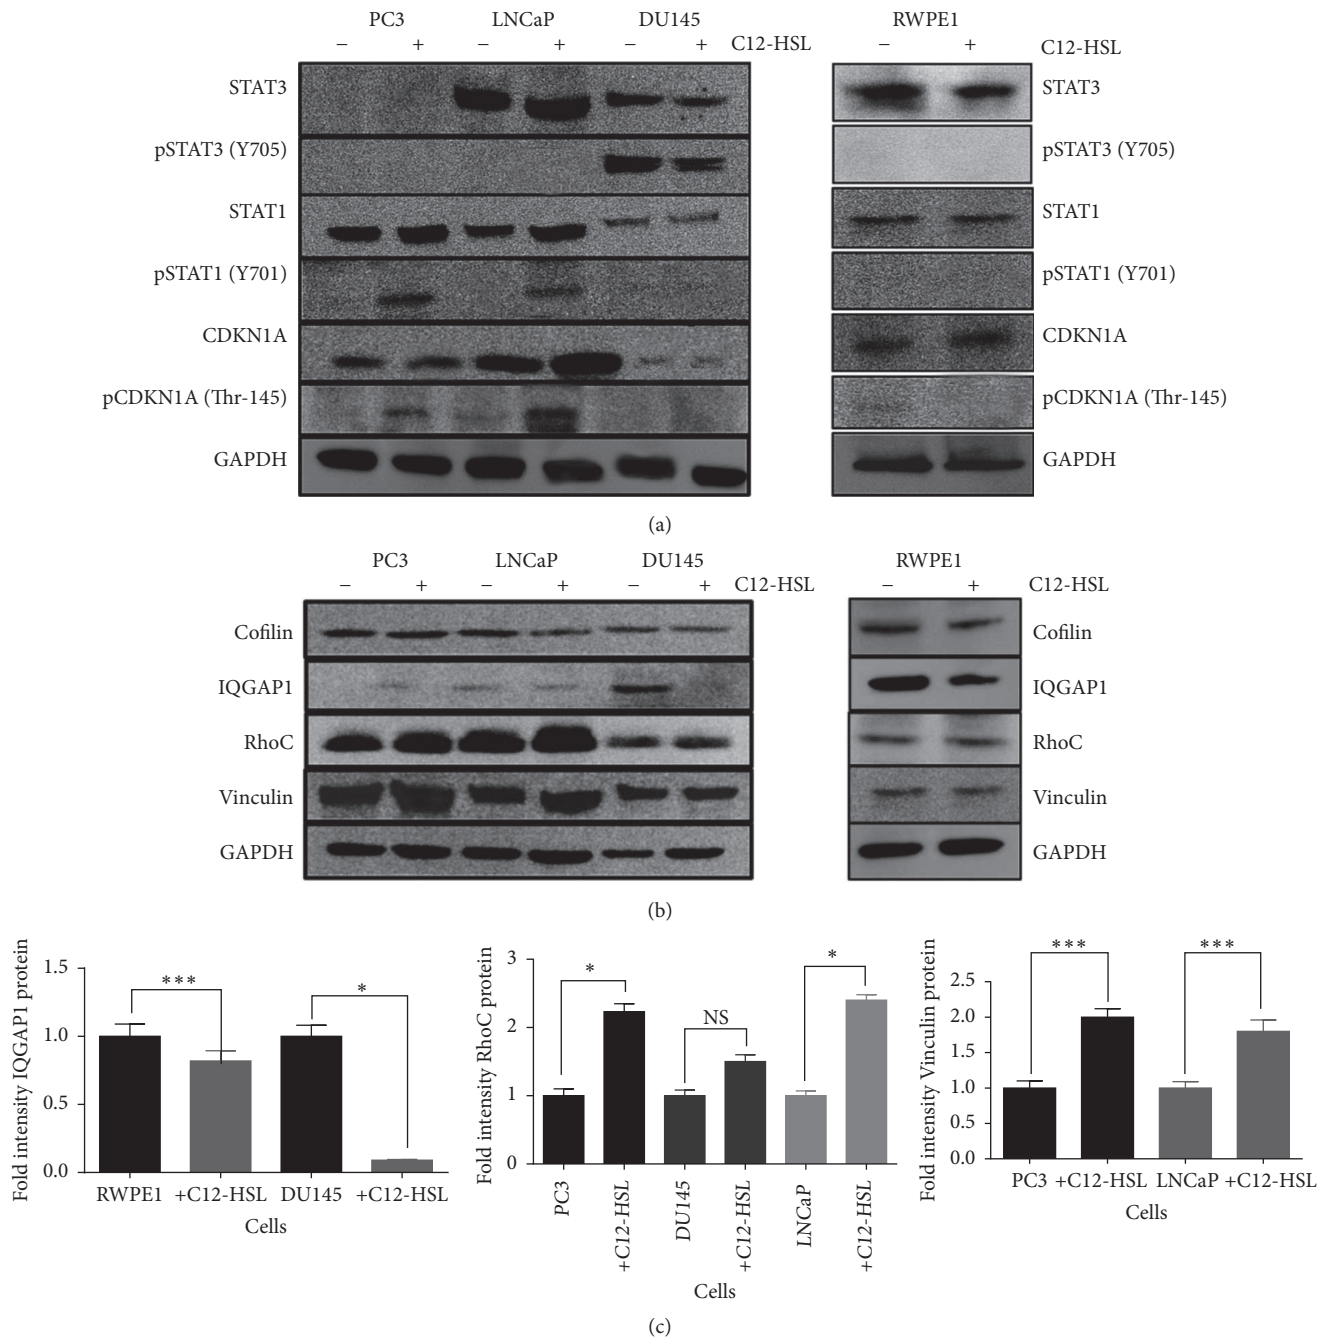 PC3 LNCaP DU145 RWPE1
− + − + − + C12-HSL − + C12-HSL
STAT3 STAT3
pSTAT3 (Y705) pSTAT3 (Y705)
STAT1 STAT1
pSTAT1 (Y701) pSTAT1 (Y701)
CDKN1A CDKN1A
pCDKN1A (Thr-145) pCDKN1A (Thr-145)
GAPDH GAPDH
(a)
PC3 LNCaP DU145 RWPE1
− + − + − + C12-HSL − + C12-HSL
Cofilin Cofilin
IQGAP1 IQGAP1
RhoC RhoC
Vinculin Vinculin
GAPDH GAPDH
(b)
Fold intensity IQGAP1 protein
1.5
1.0
0.5
0.0
*** *
RWPE1 +C12-HSL DU145 +C12-HSL
Cells
Fold intensity RhoC protein
3
2
1
0
* NS *
PC3 +C12-HSL DU145 +C12-HSL LNCaP +C12-HSL
Cells
Fold intensity Vinculin protein
2.5
2.0
1.5
1.0
0.5
0.0
*** ***
PC3 +C12-HSL LNCaP +C12-HSL
Cells
(c)